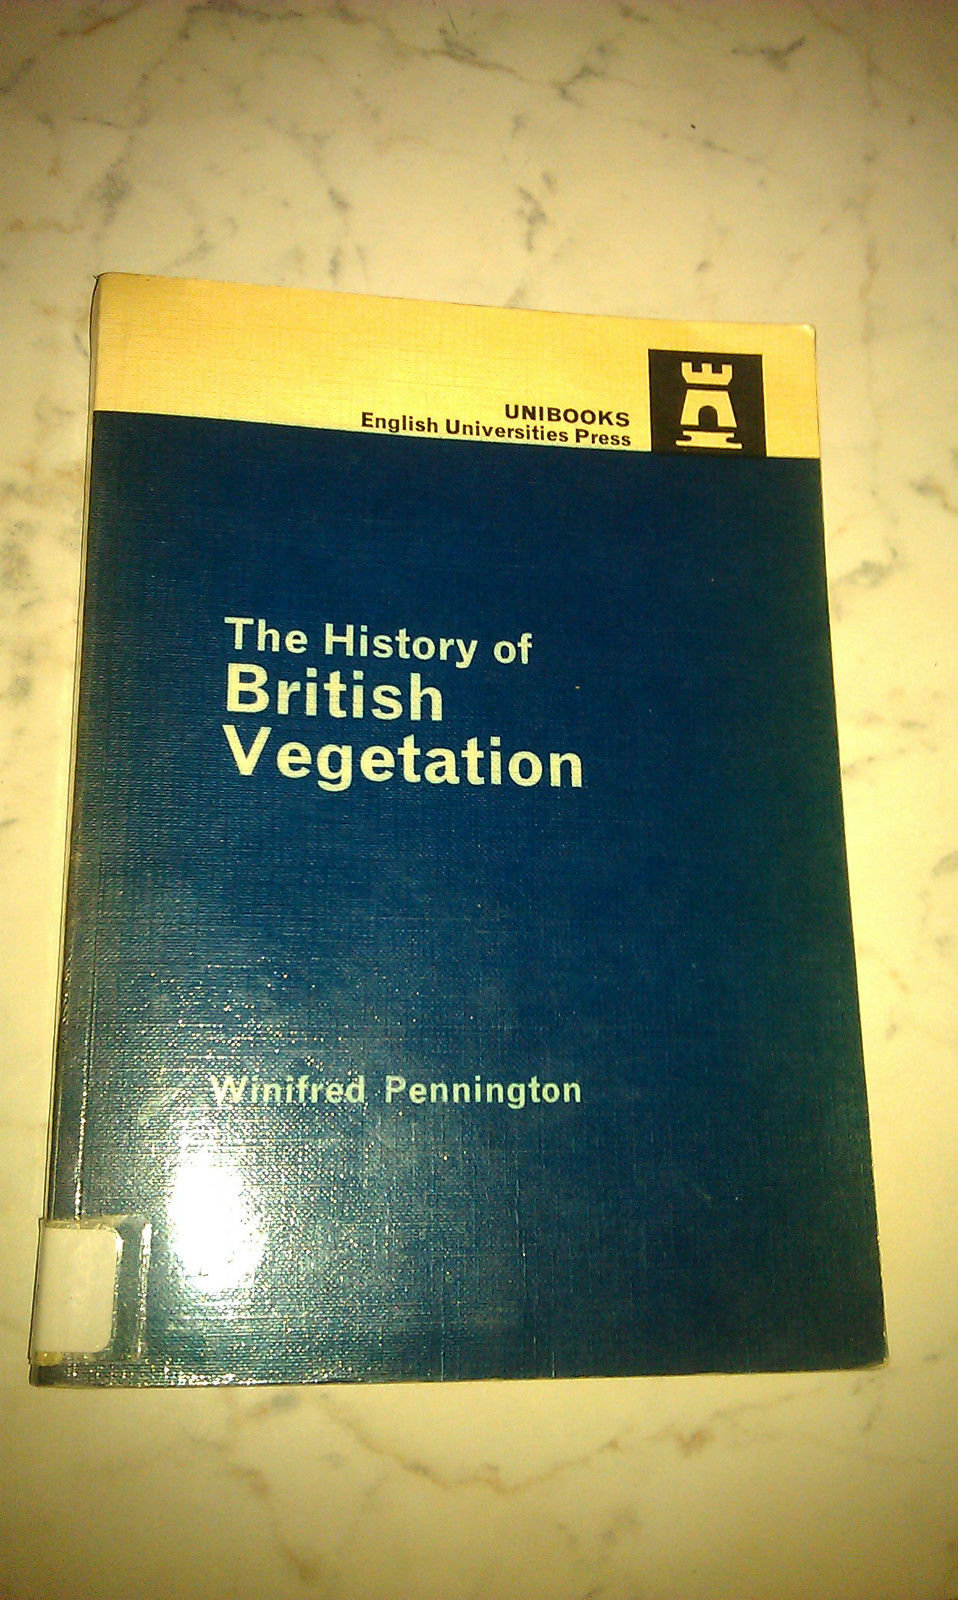 UNIBOOKS
English Universities Press
The History of
British
Vegetation
Winifred Pennington